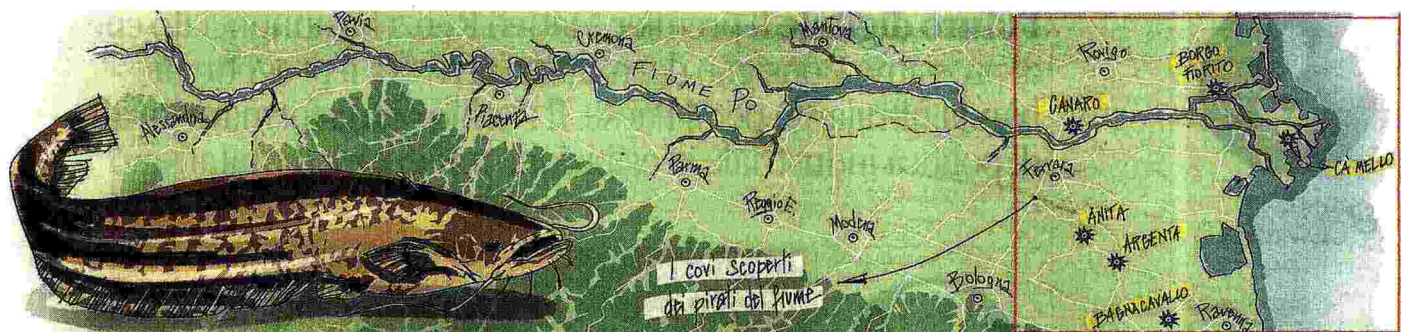 Pavia
Cremona
Mantova
Rovigo
BORGO
FIORITO
FIUME PO
Alessandria
Piacenza
CANARO
Parma
Ferrara
CA MELLO
Reggio E.
Modena
ANITA
ARGENTA
I covi scoperti
dei pirati del fiume
Bologna
BAGNACAVALLO
Ravenna